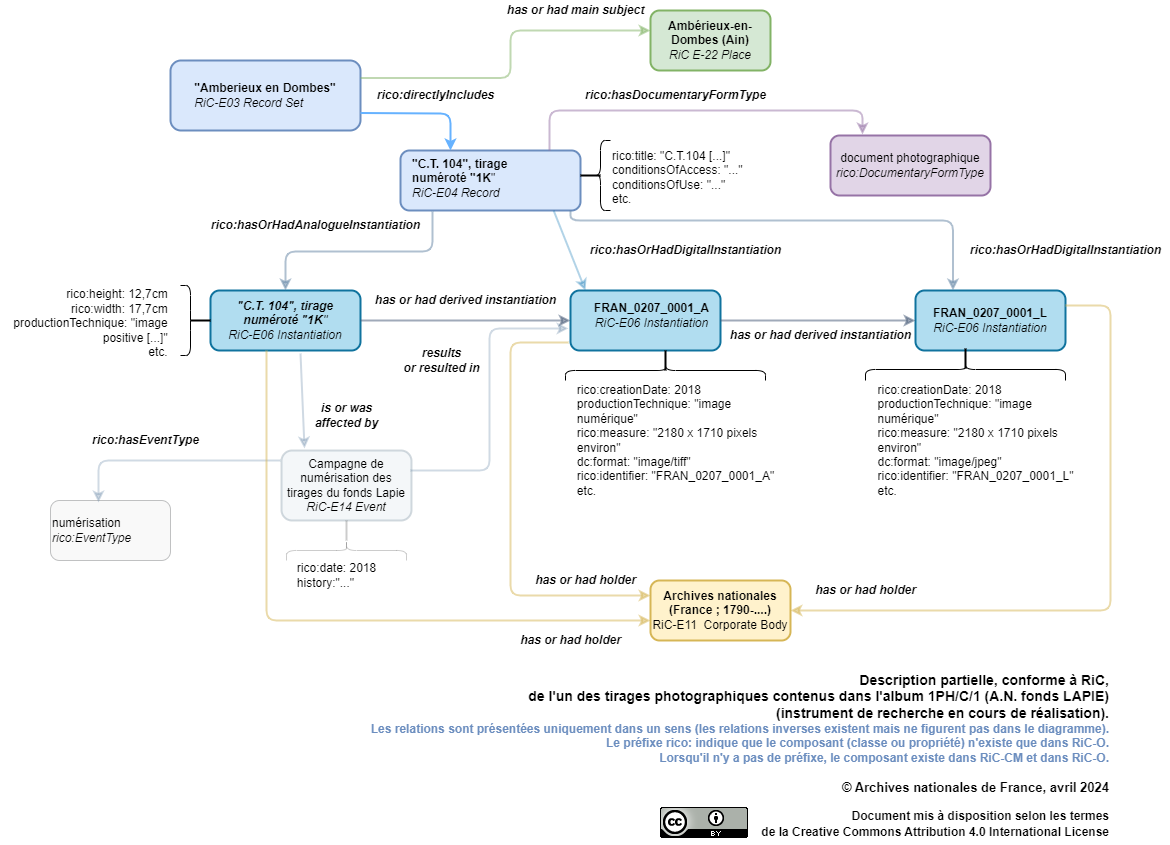 has or had main subject
Ambérieux-en-
Dombes (Ain)
RiC E-22 Place
"Amberieux en Dombes"
RiC-E03 Record Set
rico:directlyIncludes
rico:hasDocumentaryFormType
"C.T. 104", tirage
numéroté "1K"
RiC-E04 Record
rico:title: "C.T.104 [...]"
conditionsOfAccess: "..."
conditionsOfUse: "..."
etc.
document photographique
rico:DocumentaryFormType
rico:hasOrHadAnalogueInstantiation
rico:hasOrHadDigitalInstantiation
rico:hasOrHadDigitalInstantiation
rico:height: 12,7cm
rico:width: 17,7cm
productionTechnique: "image
positive [...]"
etc.
"C.T. 104", tirage
numéroté "1K"
RiC-E06 Instantiation
has or had derived instantiation
FRAN_0207_0001_A
RiC-E06 Instantiation
has or had derived instantiation
FRAN_0207_0001_L
RiC-E06 Instantiation
results
or resulted in
is or was
affected by
rico:creationDate: 2018
productionTechnique: "image
numérique"
rico:measure: "2180 x 1710 pixels
environ"
dc:format: "image/tiff"
rico:identifier: "FRAN_0207_0001_A"
etc.
rico:creationDate: 2018
productionTechnique: "image
numérique"
rico:measure: "2180 x 1710 pixels
environ"
dc:format: "image/jpeg"
rico:identifier: "FRAN_0207_0001_L"
etc.
rico:hasEventType
Campagne de
numérisation des
tirages du fonds Lapie
RiC-E14 Event
numérisation
rico:EventType
rico:date: 2018
history:"..."
has or had holder
has or had holder
has or had holder
Archives nationales
(France ; 1790-....)
RiC-E11 Corporate Body
Description partielle, conforme à RiC,
de l'un des tirages photographiques contenus dans l'album 1PH/C/1 (A.N. fonds LAPIE)
(instrument de recherche en cours de réalisation).
Les relations sont présentées uniquement dans un sens (les relations inverses existent mais ne figurent pas dans le diagramme).
Le préfixe rico: indique que le composant (classe ou propriété) n'existe que dans RiC-O.
Lorsqu'il n'y a pas de préfixe, le composant existe dans RiC-CM et dans RiC-O.
© Archives nationales de France, avril 2024
cc BY
Document mis à disposition selon les termes
de la Creative Commons Attribution 4.0 International License